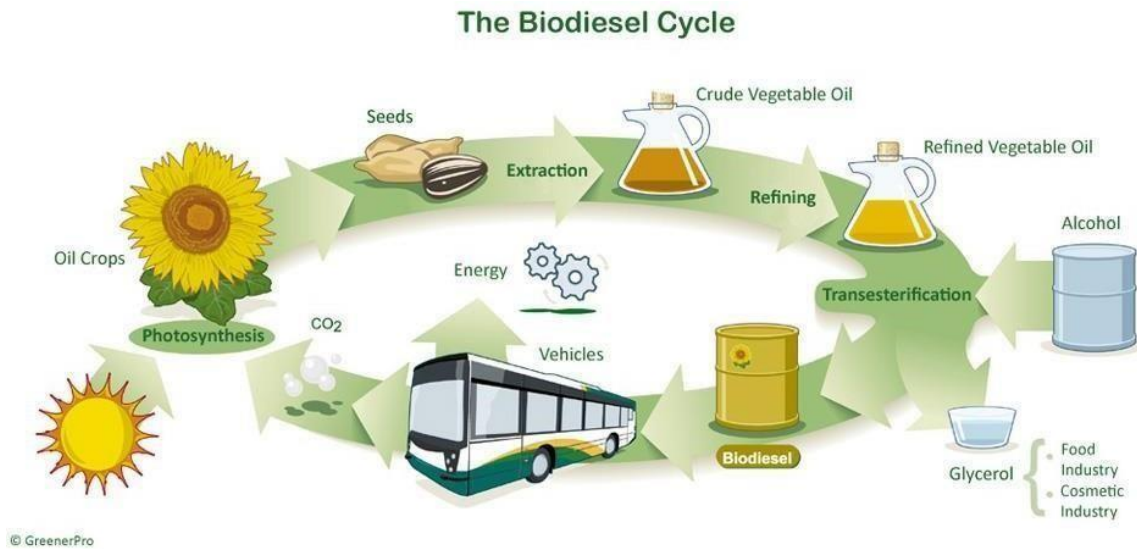 The Biodiesel Cycle
Seeds
Crude Vegetable Oil
Extraction
Refined Vegetable Oil
Refining
Oil Crops
Alcohol
Energy
Transesterification
Photosynthesis
CO2
Vehicles
Biodiesel
Glycerol
· Food
Industry
· Cosmetic
Industry
© GreenerPro